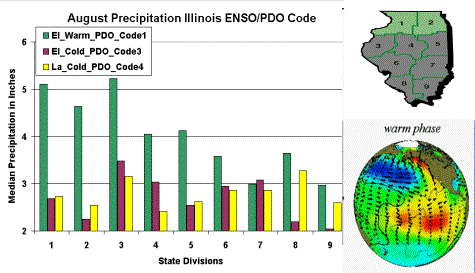 August Precipitation Illinois ENSO/PDO Code
El_Warm_PDO_Code1
El_Cold_PDO_Code3
La_Cold_PDO_Code4
Median Precipitation in Inches
6
5
4
3
2
1 2 3 4 5 6 7 8 9
State Divisions
1 2
3 4 5
6 7
8 9
warm phase